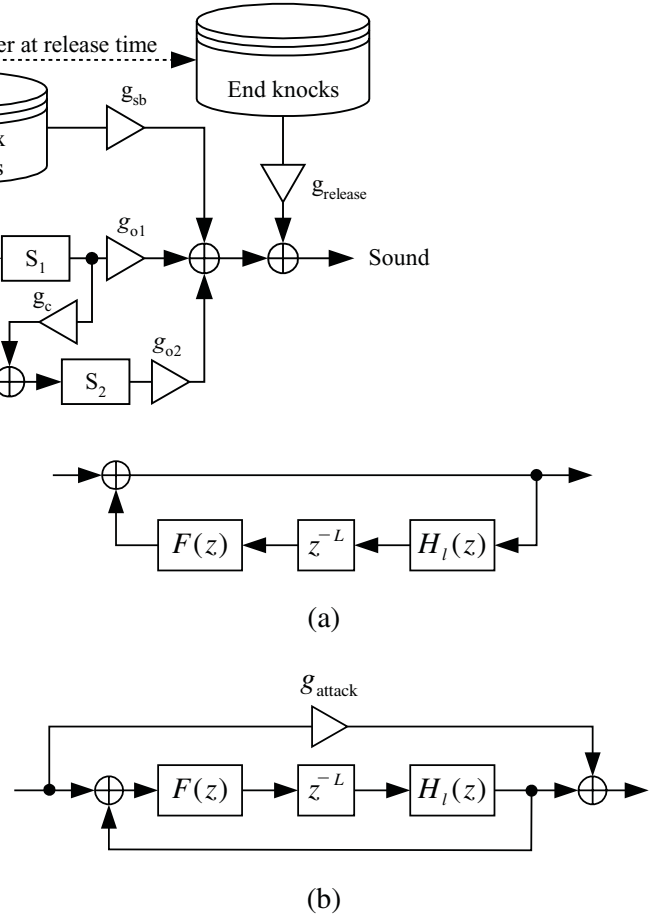 er at release time
End knocks
g_sb
x
s
g_release
g_o1
S_1
Sound
g_c
g_o2
S_2
F(z)
z^{-L}
H_l(z)
(a)
g_attack
F(z)
z^{-L}
H_l(z)
(b)